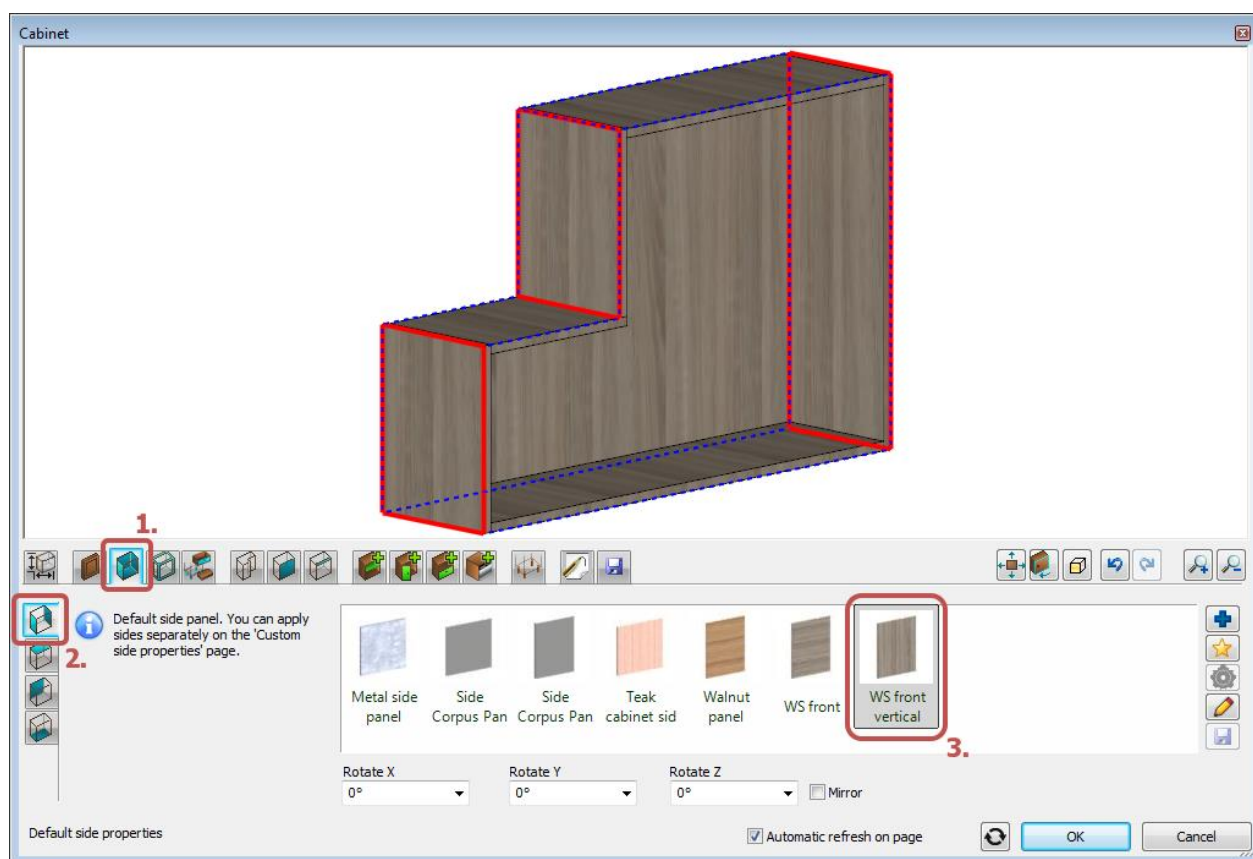 Cabinet
1.
2.
Default side panel. You can apply
sides separately on the 'Custom
side properties' page.
Metal side
panel
Side
Corpus Pan
Side
Corpus Pan
Teak
cabinet sid
Walnut
panel
WS front
WS front
vertical
3.
Rotate X
Rotate Y
Rotate Z
0°
0°
0°
Mirror
Default side properties
Automatic refresh on page
OK
Cancel